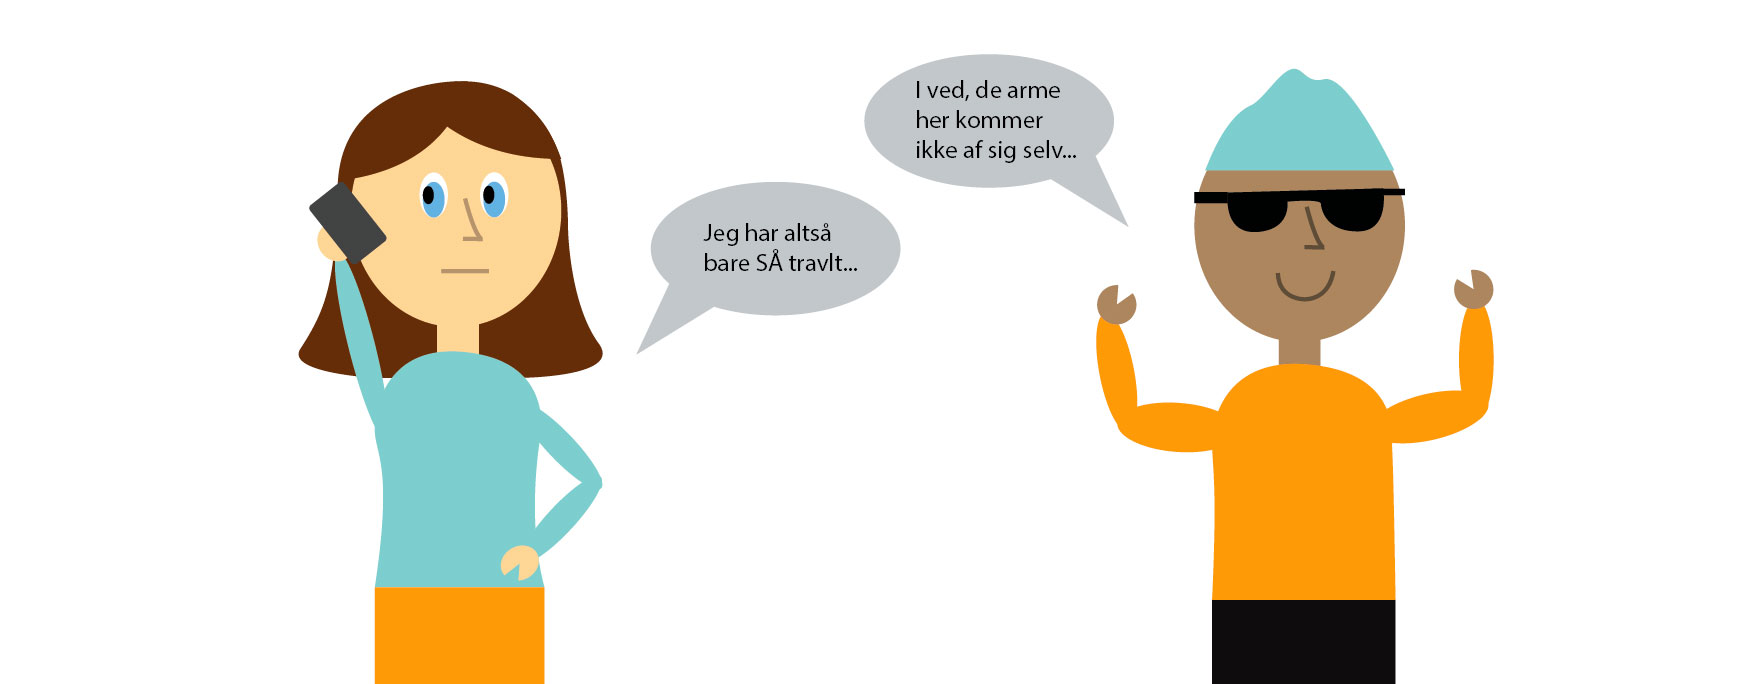 Jeg har altså
bare SÅ travlt...
I ved, de arme
her kommer
ikke af sig selv...